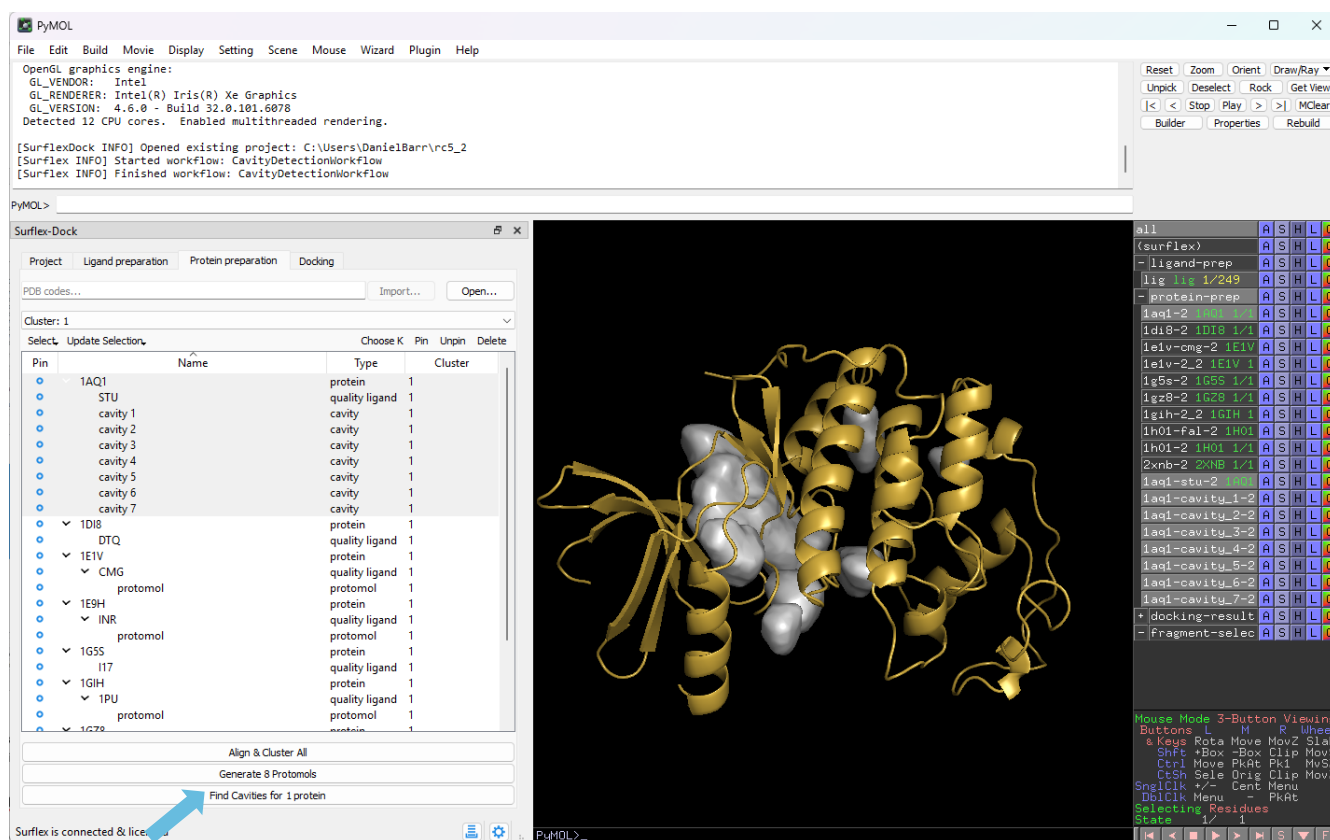 PyMOL
File Edit Build Movie Display Setting Scene Mouse Wizard Plugin Help
OpenGL graphics engine:
GL_VENDOR: Intel
GL_RENDERER: Intel(R) Iris(R) Xe Graphics
GL_VERSION: 4.6.0 - Build 32.0.101.6078
Detected 12 CPU cores. Enabled multithreaded rendering.
[SurflexDock INFO] Opened existing project: C:\Users\DanielBarr\rc5_2
[Surflex INFO] Started workflow: CavityDetectionWorkflow
[Surflex INFO] Finished workflow: CavityDetectionWorkflow
PyMOL>
Reset Zoom Orient Draw/Ray
Unpick Deselect Rock Get View
|< < Stop Play > >| MClear
Builder Properties Rebuild
Surflex-Dock
Project Ligand preparation Protein preparation Docking
PDB codes... Import... Open...
Cluster: 1
Select Update Selection Choose K Pin Unpin Delete
Pin Name Type Cluster
1AQ1 protein 1
STU quality ligand 1
cavity 1 cavity 1
cavity 2 cavity 1
cavity 3 cavity 1
cavity 4 cavity 1
cavity 5 cavity 1
cavity 6 cavity 1
cavity 7 cavity 1
1DI8 protein 1
DTQ quality ligand 1
1E1V protein 1
CMG quality ligand 1
protomol protomol 1
1E9H protein 1
INR quality ligand 1
protomol protomol 1
1G5S protein 1
I17 quality ligand 1
1GIH protein 1
1PU quality ligand 1
protomol protomol 1
1GZ8 protein 1
Align & Cluster All
Generate 8 Protomols
Find Cavities for 1 protein
Surflex is connected &
PyMOL>_
all A S H L
(surflex) A S H L
- ligand-prep A S H L
lig lig 1/249 A S H L
- protein-prep A S H L
1aq1-2 1AQ1 1/1 A S H L
1di8-2 1DI8 1/1 A S H L
1e1v-cmg-2 1E1V A S H L
1e1v-2_2 1E1V 1 A S H L
1g5s-2 1G5S 1/1 A S H L
1gz8-2 1GZ8 1/1 A S H L
1gih-2_2 1GIH 1 A S H L
1h01-fal-2 1H01 A S H L
1h01-2 1H01 1/1 A S H L
2xnb-2 2XNB 1/1 A S H L
1aq1-stu-2 1AQ1 A S H L
1aq1-cavity_1-2 A S H L
1aq1-cavity_2-2 A S H L
1aq1-cavity_3-2 A S H L
1aq1-cavity_4-2 A S H L
1aq1-cavity_5-2 A S H L
1aq1-cavity_6-2 A S H L
1aq1-cavity_7-2 A S H L
+ docking-result A S H L
- fragment-selec A S H L
Mouse Mode 3-Button Viewin
Buttons L M R Whee
& Keys Rota Move MovZ Sla
Shft +Box -Box Clip Mov
Ctrl Move PkAt Pk1 MvS
CtSh Sele Orig Clip Mov
SnglClk +/- Cent Menu
DblClk Menu - PkAt
Selecting Residues
State 1/ 1
S F